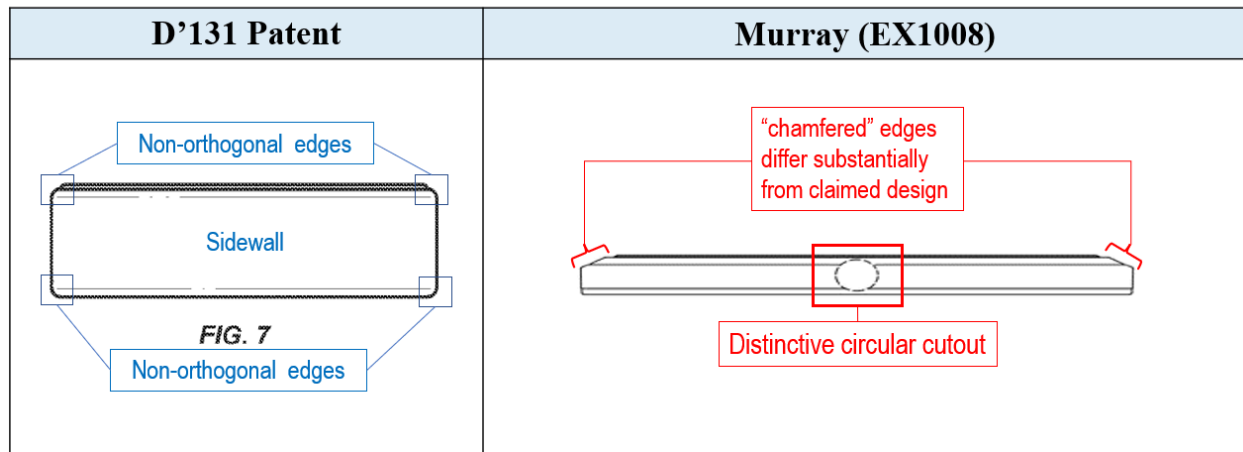 D’131 Patent
Murray (EX1008)
Non-orthogonal edges
Sidewall
FIG. 7
Non-orthogonal edges
“chamfered” edges
differ substantially
from claimed design
Distinctive circular cutout